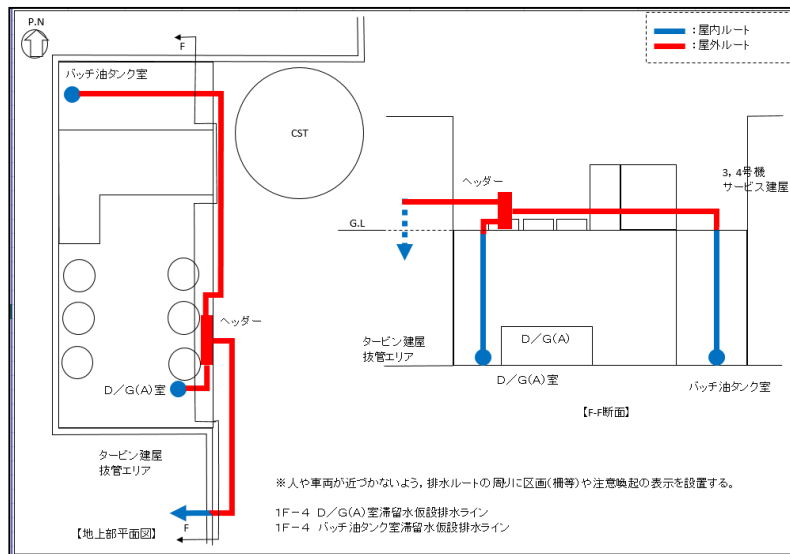 P.N
F
バッチ油タンク室
CST
ヘッダー
D／G(A)室
タービン建屋
抜管エリア
F
【地上部平面図】
：屋内ルート
：屋外ルート
ヘッダー
3, 4号機
サービス建屋
G.L
タービン建屋
抜管エリア
D／G(A)
D／G(A)室
バッチ油タンク室
【F-F断面】
※人や車両が近づかないよう，排水ルートの周りに区画(柵等)や注意喚起の表示を設置する。
1F－4 D／G(A)室滞留水仮設排水ライン
1F－4 バッチ油タンク室滞留水仮設排水ライン